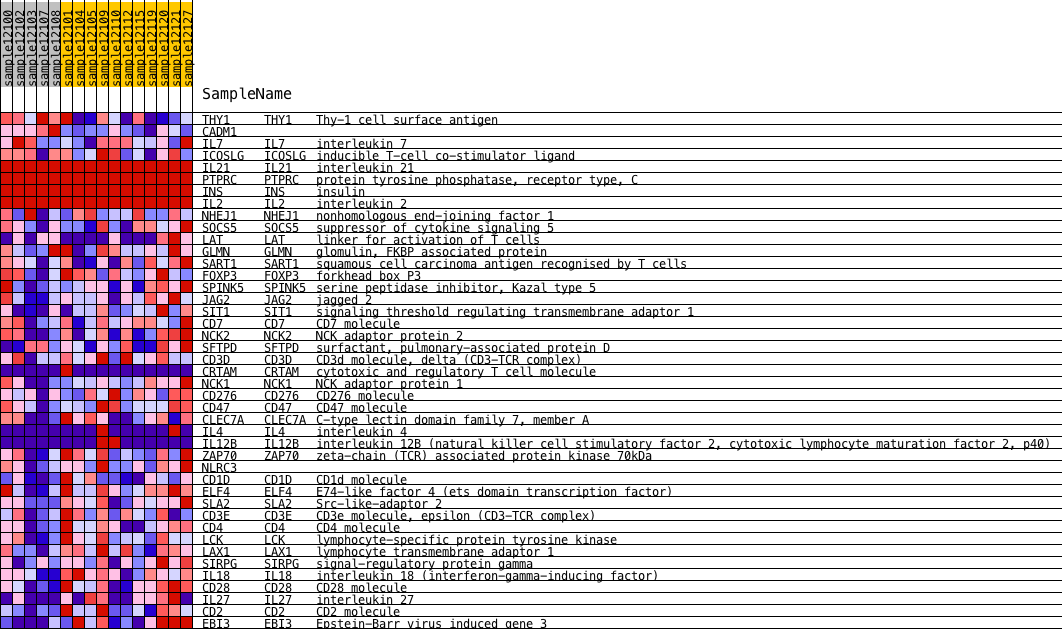 sample12100
sample12102
sample12103
sample12107
sample12108
sample12101
sample12104
sample12105
sample12109
sample12110
sample12112
sample12115
sample12119
sample12120
sample12121
sample12127
SampleName
THY1 THY1 Thy-1 cell surface antigen
CADM1
IL7 IL7 interleukin 7
ICOSLG ICOSLG inducible T-cell co-stimulator ligand
IL21 IL21 interleukin 21
PTPRC PTPRC protein tyrosine phosphatase, receptor type, C
INS INS insulin
IL2 IL2 interleukin 2
NHEJ1 NHEJ1 nonhomologous end-joining factor 1
SOCS5 SOCS5 suppressor of cytokine signaling 5
LAT LAT linker for activation of T cells
GLMN GLMN glomulin, FKBP associated protein
SART1 SART1 squamous cell carcinoma antigen recognised by T cells
FOXP3 FOXP3 forkhead box P3
SPINK5 SPINK5 serine peptidase inhibitor, Kazal type 5
JAG2 JAG2 jagged 2
SIT1 SIT1 signaling threshold regulating transmembrane adaptor 1
CD7 CD7 CD7 molecule
NCK2 NCK2 NCK adaptor protein 2
SFTPD SFTPD surfactant, pulmonary-associated protein D
CD3D CD3D CD3d molecule, delta (CD3-TCR complex)
CRTAM CRTAM cytotoxic and regulatory T cell molecule
NCK1 NCK1 NCK adaptor protein 1
CD276 CD276 CD276 molecule
CD47 CD47 CD47 molecule
CLEC7A CLEC7A C-type lectin domain family 7, member A
IL4 IL4 interleukin 4
IL12B IL12B interleukin 12B (natural killer cell stimulatory factor 2, cytotoxic lymphocyte maturation factor 2, p40)
ZAP70 ZAP70 zeta-chain (TCR) associated protein kinase 70kDa
NLRC3
CD1D CD1D CD1d molecule
ELF4 ELF4 E74-like factor 4 (ets domain transcription factor)
SLA2 SLA2 Src-like-adaptor 2
CD3E CD3E CD3e molecule, epsilon (CD3-TCR complex)
CD4 CD4 CD4 molecule
LCK LCK lymphocyte-specific protein tyrosine kinase
LAX1 LAX1 lymphocyte transmembrane adaptor 1
SIRPG SIRPG signal-regulatory protein gamma
IL18 IL18 interleukin 18 (interferon-gamma-inducing factor)
CD28 CD28 CD28 molecule
IL27 IL27 interleukin 27
CD2 CD2 CD2 molecule
EBI3 EBI3 Epstein-Barr virus induced gene 3